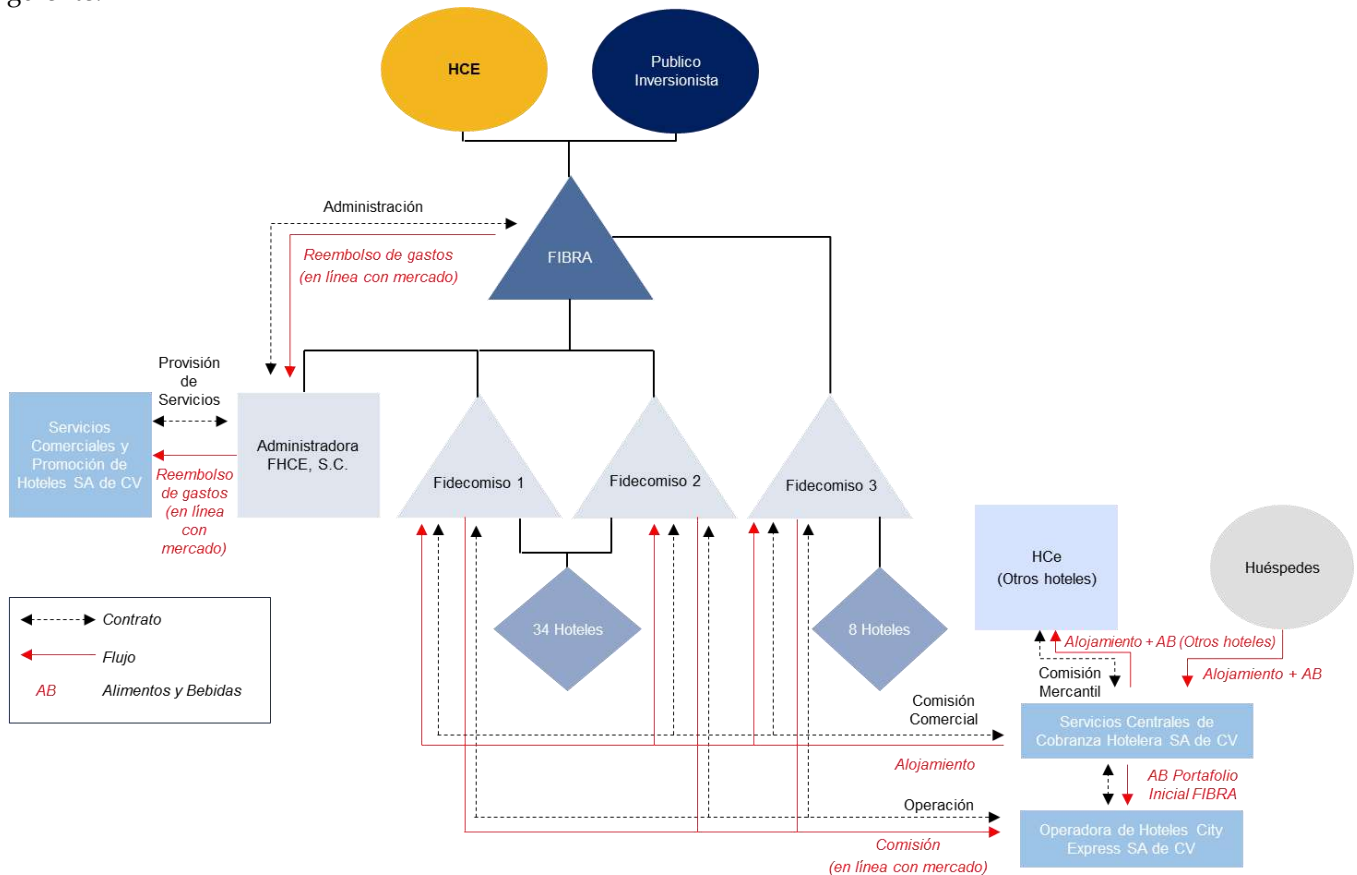 gerente.
HCE
Publico
Inversionista
Administración
Reembolso de gastos
(en línea con mercado)
FIBRA
Provisión
de
Servicios
Servicios
Comerciales y
Promoción de
Hoteles SA de CV
Reembolso
de gastos
(en línea
con
mercado)
Administradora
FHCE, S.C.
Fidecomiso 1
Fidecomiso 2
Fidecomiso 3
34 Hoteles
8 Hoteles
HCe
(Otros hoteles)
Huéspedes
Contrato
Flujo
AB Alimentos y Bebidas
Alojamiento + AB (Otros hoteles)
Comisión
Mercantil
Alojamiento + AB
Comisión
Comercial
Servicios Centrales de
Cobranza Hotelera SA de CV
Alojamiento
AB Portafolio
Inicial FIBRA
Operación
Operadora de Hoteles City
Express SA de CV
Comisión
(en línea con mercado)